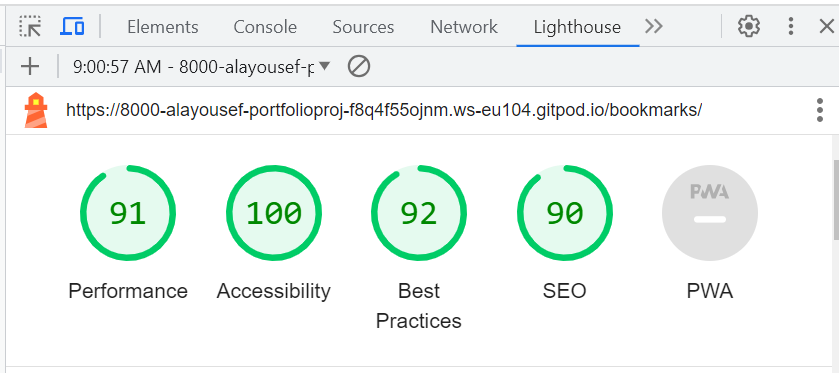 Elements Console Sources Network Lighthouse
9:00:57 AM - 8000-alayousef-p
https://8000-alayousef-portfolioproj-f8q4f55ojnm.ws-eu104.gitpod.io/bookmarks/
91 100 92 90 PWA
Performance Accessibility Best Practices SEO PWA